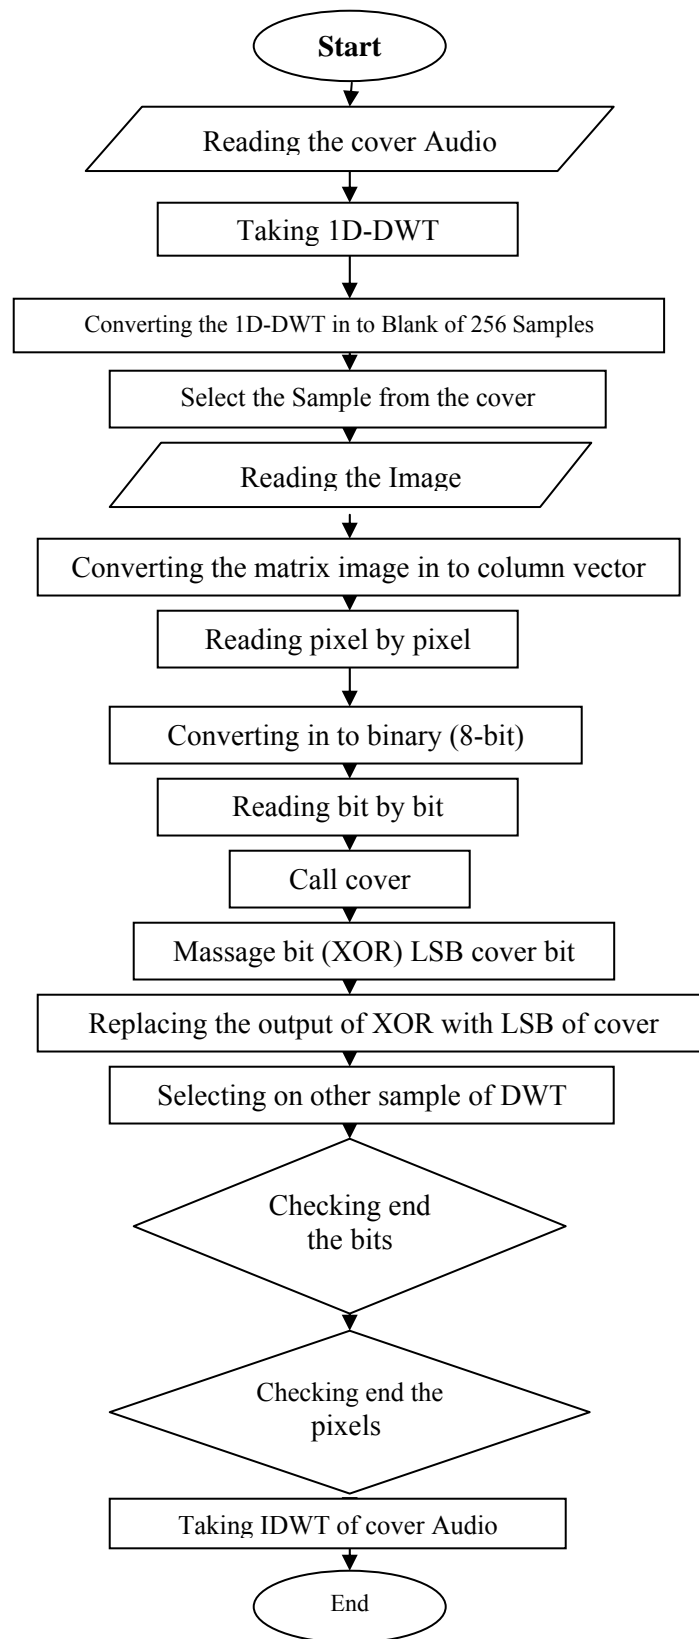 Start
Reading the cover Audio
Taking 1D-DWT
Converting the 1D-DWT in to Blank of 256 Samples
Select the Sample from the cover
Reading the Image
Converting the matrix image in to column vector
Reading pixel by pixel
Converting in to binary (8-bit)
Reading bit by bit
Call cover
Massage bit (XOR) LSB cover bit
Replacing the output of XOR with LSB of cover
Selecting on other sample of DWT
Checking end
the bits
Checking end the
pixels
Taking IDWT of cover Audio
End